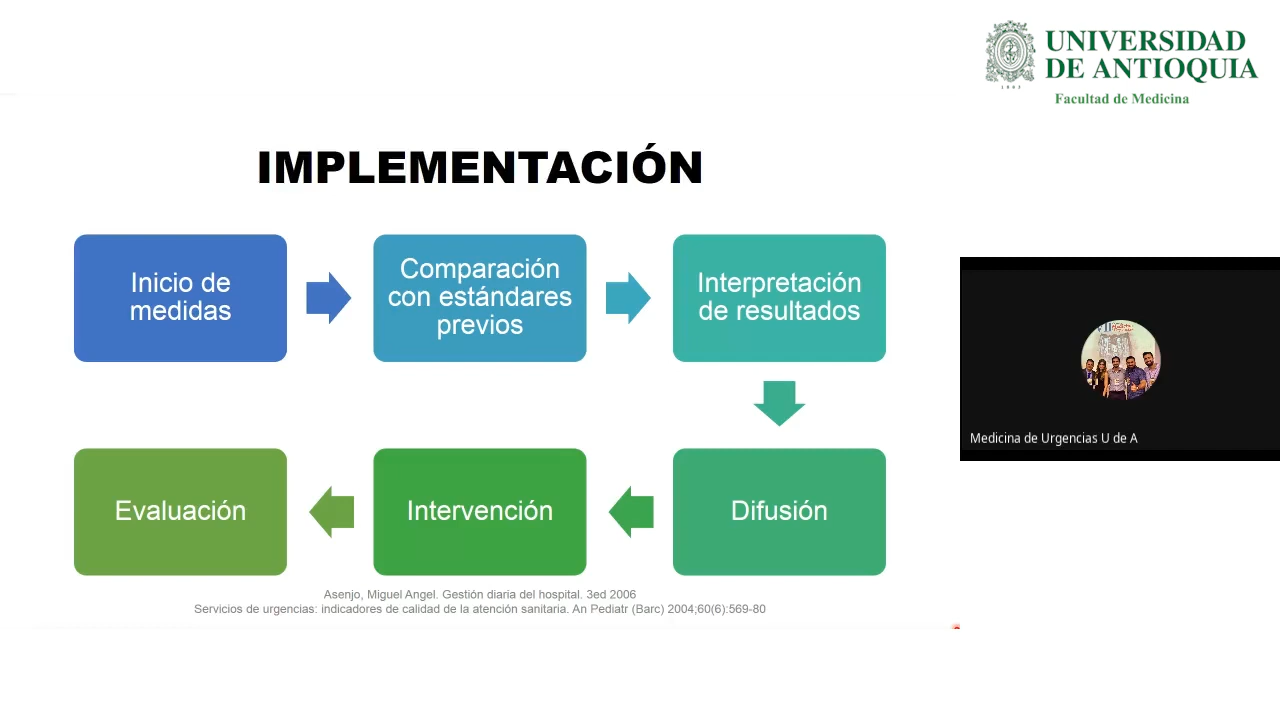 UNIVERSIDAD
DE ANTIOQUIA
1803
Facultad de Medicina
IMPLEMENTACIÓN
Inicio de
medidas
Comparación
con estándares
previos
Interpretación
de resultados
Difusión
Intervención
Evaluación
Asenjo, Miguel Angel. Gestión diaria del hospital. 3ed 2006
Servicios de urgencias: indicadores de calidad de la atención sanitaria. An Pediatr (Barc) 2004;60(6):569-80
Medicina de Urgencias U de A